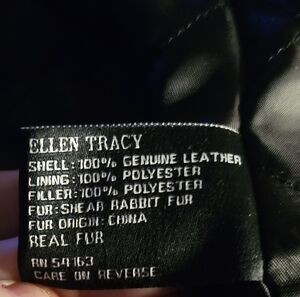 ELLEN TRACY
SHELL: 100% GENUINE LEATHER
LINING: 100% POLYESTER
FILLER: 100% POLYESTER
FUR: SHEAR RABBIT FUR
FUR ORIGIN: CHINA
REAL FUR
RN 54163
CARE ON REVERSE